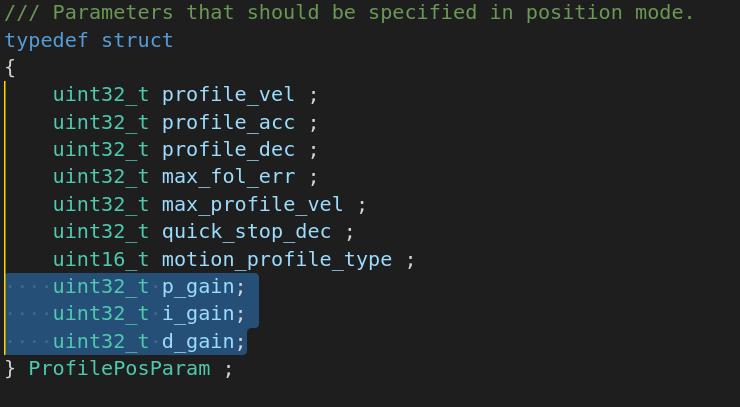 /// Parameters that should be specified in position mode.
typedef struct
{
    uint32_t profile_vel ;
    uint32_t profile_acc ;
    uint32_t profile_dec ;
    uint32_t max_fol_err ;
    uint32_t max_profile_vel ;
    uint32_t quick_stop_dec ;
    uint16_t motion_profile_type ;
    uint32_t p_gain;
    uint32_t i_gain;
    uint32_t d_gain;
} ProfilePosParam ;